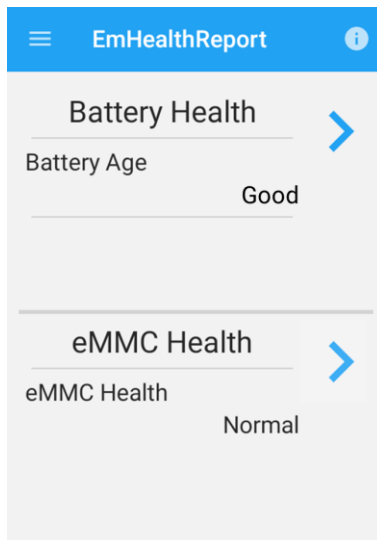 EmHealthReport
Battery Health
Battery Age
Good
eMMC Health
eMMC Health
Normal